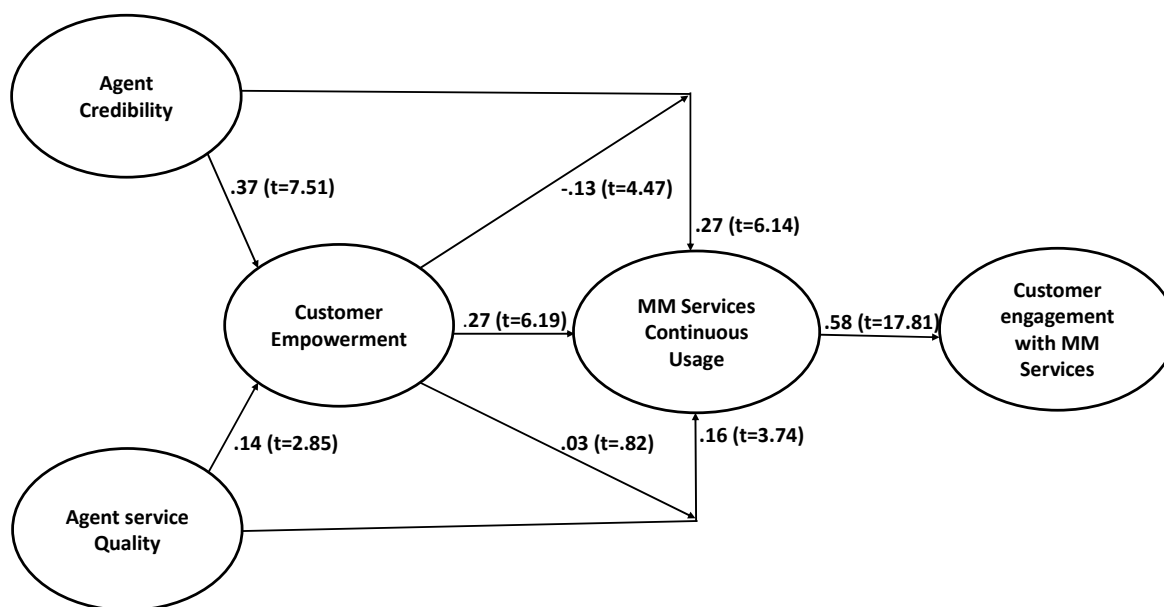 Agent
Credibility
.37 (t=7.51)
-.13 (t=4.47)
.27 (t=6.14)
Customer
Empowerment
.27 (t=6.19)
MM Services
Continuous
Usage
.58 (t=17.81)
Customer
engagement
with MM
Services
.14 (t=2.85)
.03 (t=.82)
.16 (t=3.74)
Agent service
Quality